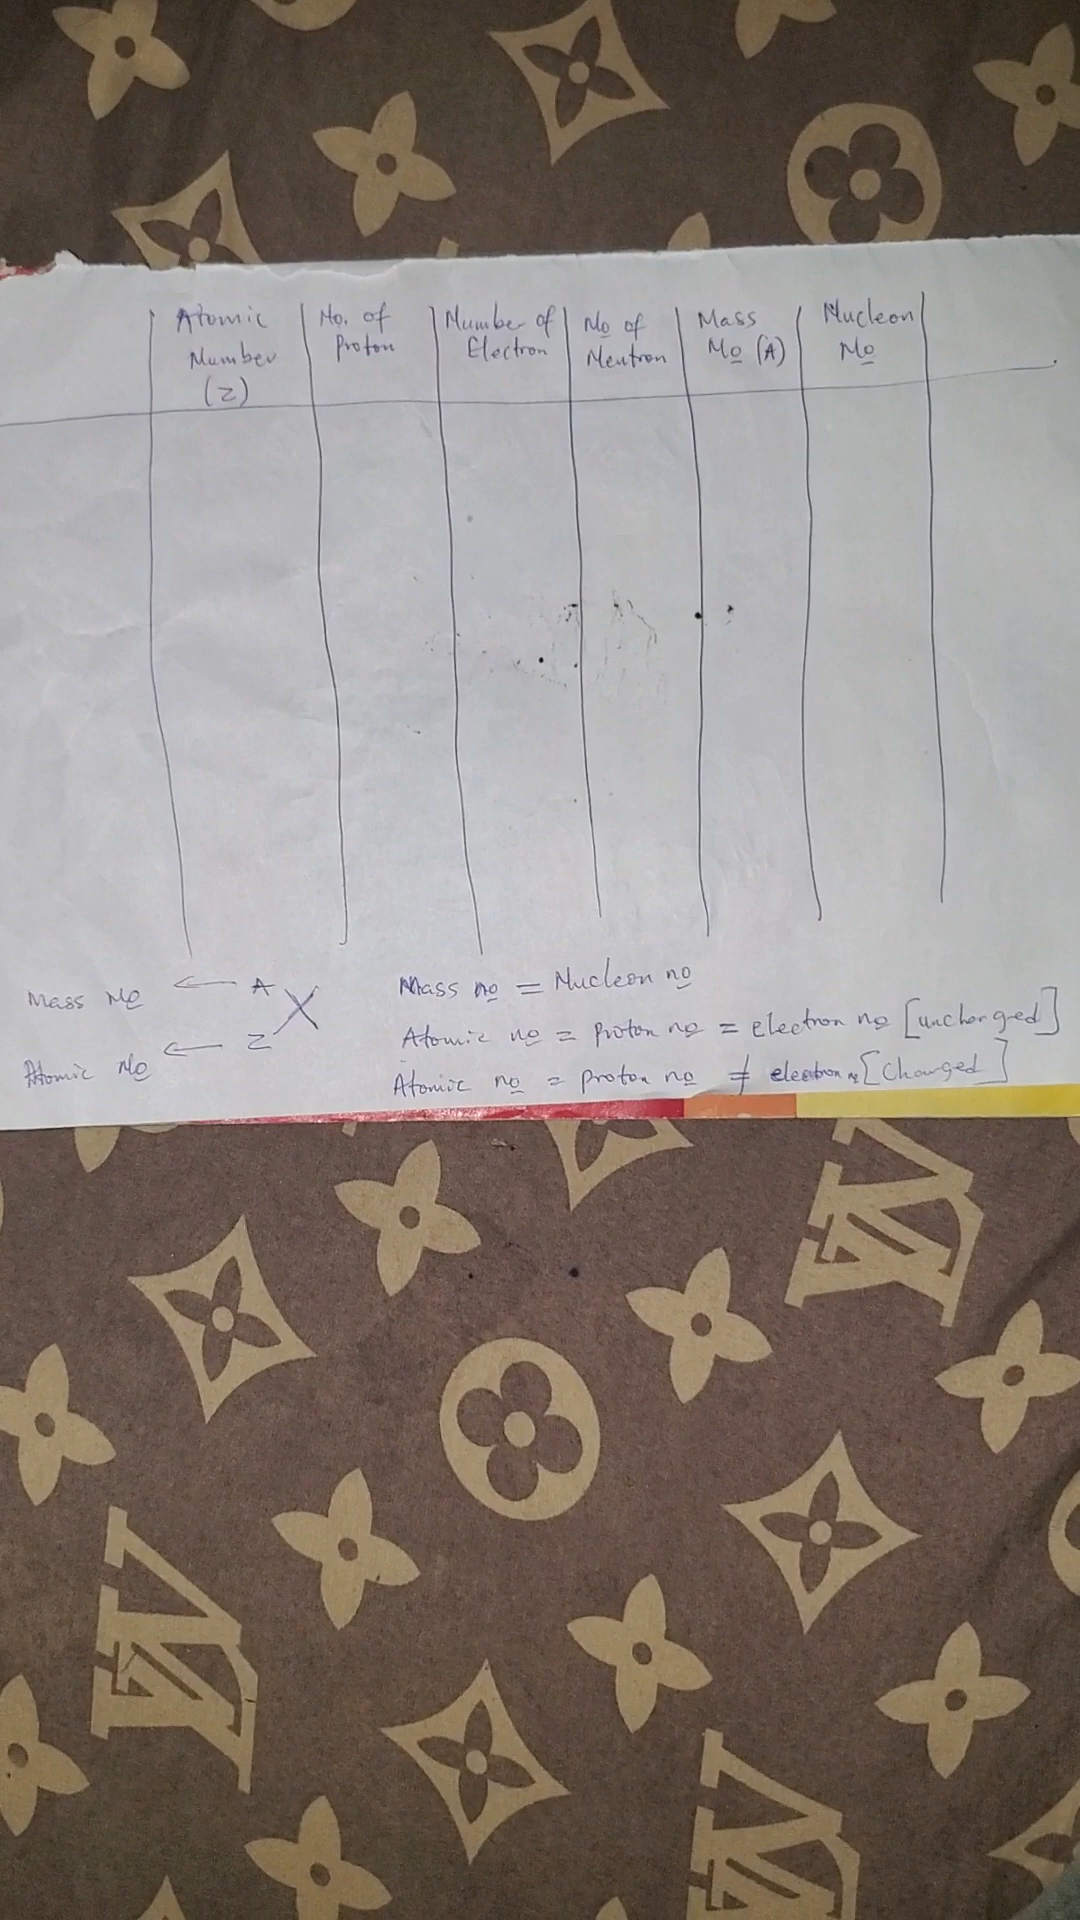 Atomic Number (Z) | No. of Proton | Number of Electron | No of Neutron | Mass No (A) | Nucleon No
Mass No ← A X
Atomic No ← Z
Mass no = Nucleon no
Atomic no = proton no = electron no [uncharged]
Atomic no = proton no ≠ electron no [Charged]